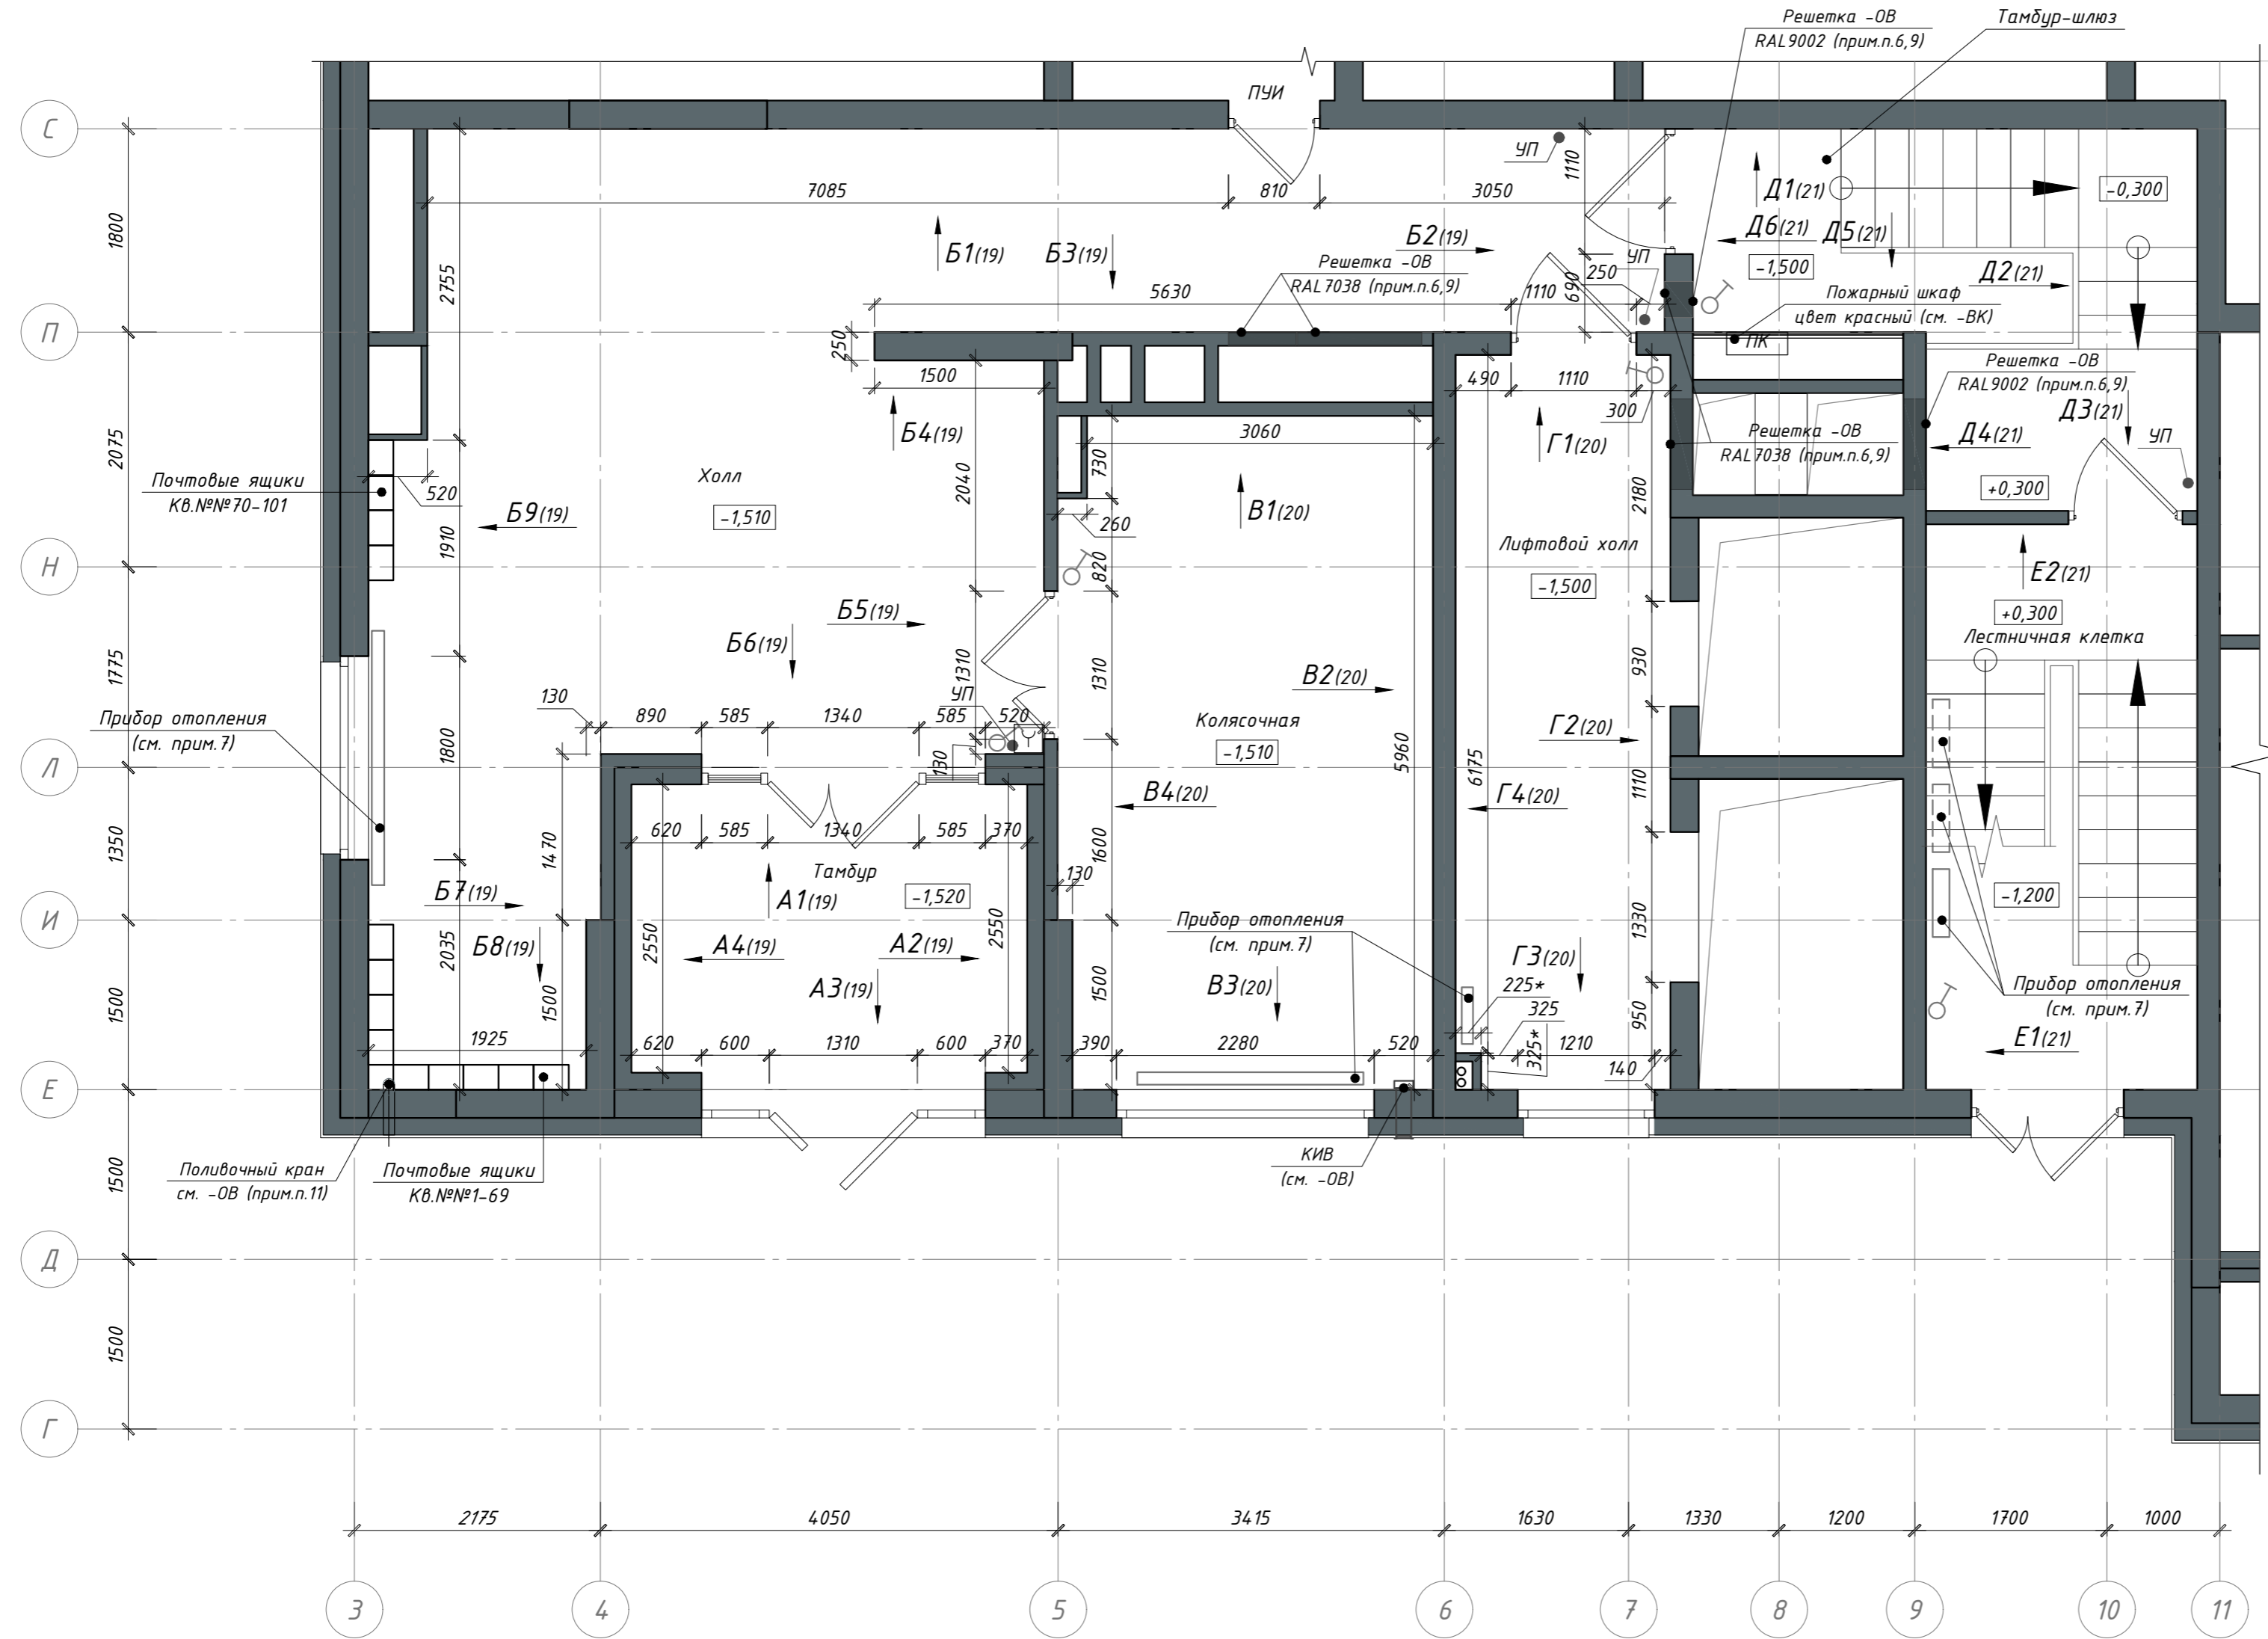 Решетка -ОВ
RAL9002 (прим.п.6,9)
Тамбур-шлюз
ПУИ
С
УП
1110
7085
810
3050
Д1(21)
-0,300
1800
Б1(19)
Б3(19)
Б2(19)
Д6(21)
Д5(21)
УП
250
690
-1,500
Д2(21)
2755
Решетка -ОВ
RAL7038 (прим.п.6,9)
5630
1110
Пожарный шкаф
цвет красный (см. -ВК)
П
250
ПК
1500
490
1110
300
Решетка -ОВ
RAL9002 (прим.п.6,9)
2075
Б4(19)
3060
Г1(20)
Решетка -ОВ
RAL7038 (прим.п.6,9)
Д3(21)
Д4(21)
УП
Почтовые ящики
Кв.№№70-101
520
Холл
-1,510
2040
730
2180
+0,300
Б9(19)
В1(20)
260
1910
820
Лифтовой холл
-1,500
Н
Е2(21)
+0,300
Лестничная клетка
Б5(19)
Б6(19)
1775
1310
1310
930
В2(20)
130
890
585
1340
585
520
УП
Прибор отопления
(см. прим.7)
1800
130
Колясочная
-1,510
5960
6175
Г2(20)
Л
В4(20)
Г4(20)
1110
1350
1470
620
585
1340
585
370
1600
Тамбур
-1,520
130
Б7(19)
А1(19)
-1,200
И
Прибор отопления
(см. прим.7)
1330
2035
Б8(19)
2550
А4(19)
А2(19)
2550
Г3(20)
А3(19)
В3(20)
1500
1500
1500
225*
325
325*
950
Прибор отопления
(см. прим.7)
1925
620
600
1310
600
370
390
2280
520
1210
140
Е1(21)
Е
Поливочный кран
см. -ОВ (прим.п.11)
Почтовые ящики
Кв.№№1-69
КИВ
(см. -ОВ)
1500
Д
1500
Г
2175
4050
3415
1630
1330
1200
1700
1000
3
4
5
6
7
8
9
10
11